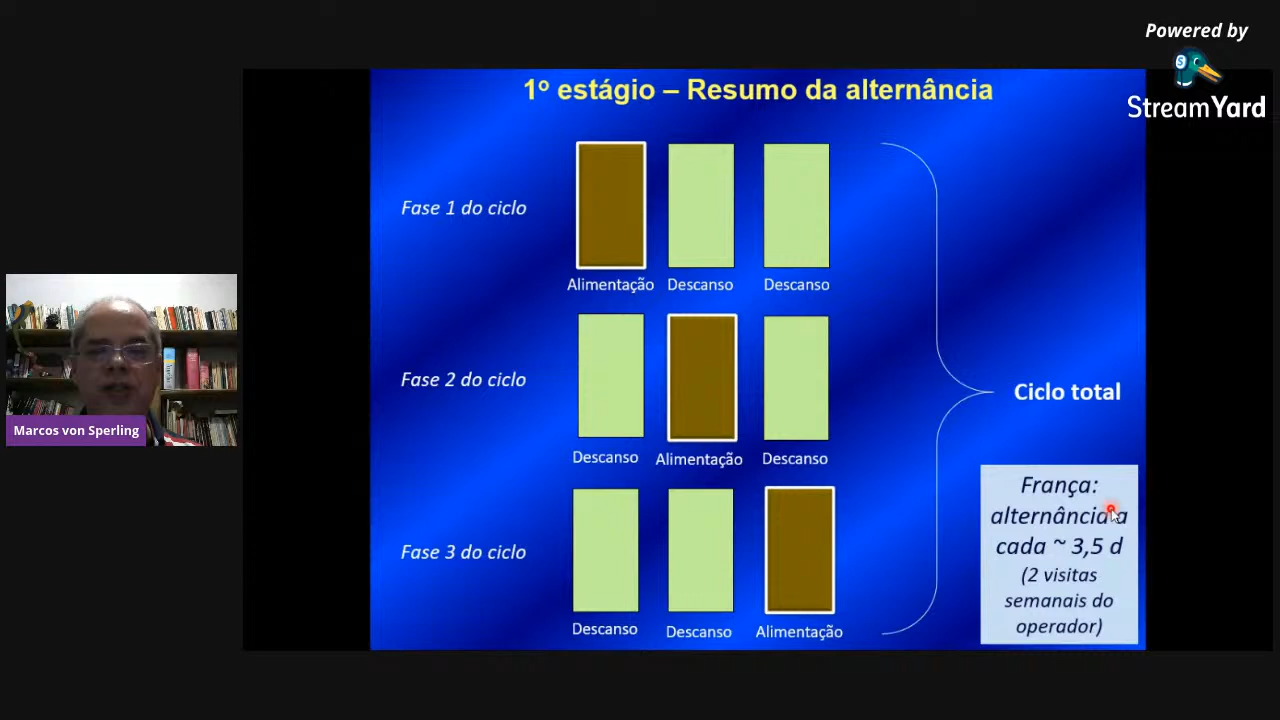 Powered by
StreamYard
1º estágio – Resumo da alternância
Fase 1 do ciclo
Alimentação Descanso Descanso
Fase 2 do ciclo
Descanso Alimentação Descanso
Ciclo total
Fase 3 do ciclo
Descanso Descanso Alimentação
França:
alternância a
cada ~ 3,5 d
(2 visitas
semanais do
operador)
Marcos von Sperling